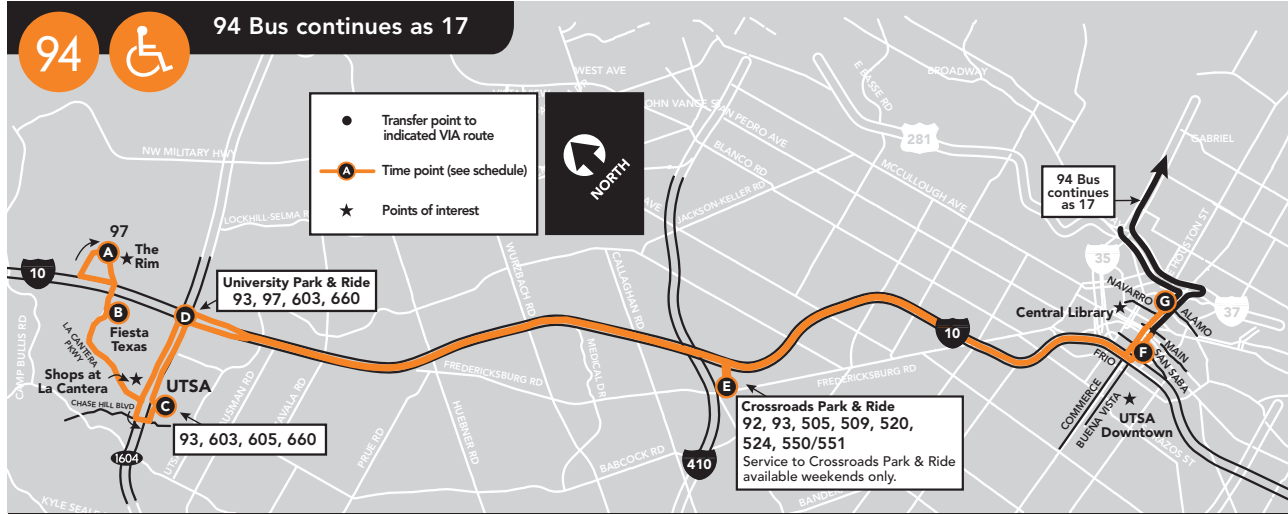 94
94 Bus continues as 17
Transfer point to
indicated VIA route
A
Time point (see schedule)
Points of interest
NORTH
WEST AVE
E BASSE RD
BROADWAY
JOHN VANCE
SAN PEDRO AVE
BLANCO RD
MCCULLOUGH AVE
281
GABRIEL
NW MILITARY HWY
LOCKHILL-SELMA
JACKSON-KELLER RD
AVE
94 Bus
continues
as 17
HOUSTON ST
97
A
The
Rim
10
University Park & Ride
93, 97, 603, 660
WURZBACH RD
CALLAGHAN RD
35
NAVARRO
G
ALAMO
37
Central Library
B
Fiesta
Texas
D
LA CANTERA
PKWY
10
MAIN
F
SAN SABA
FRIO
CAMP BULLIS RD
Shops at
La Cantera
UTSA
CHASE HILL BLVD
C
FREDERICKSBURG RD
MEDICAL DR
E
FREDERICKSBURG RD
COMMERCE
BUENA VISTA
UTSA
Downtown
93, 603, 605, 660
HUEBNER RD
PRUE RD
Crossroads Park & Ride
92, 93, 505, 509, 520,
524, 550/551
Service to Crossroads Park & Ride
available weekends only.
1604
BABCOCK RD
410